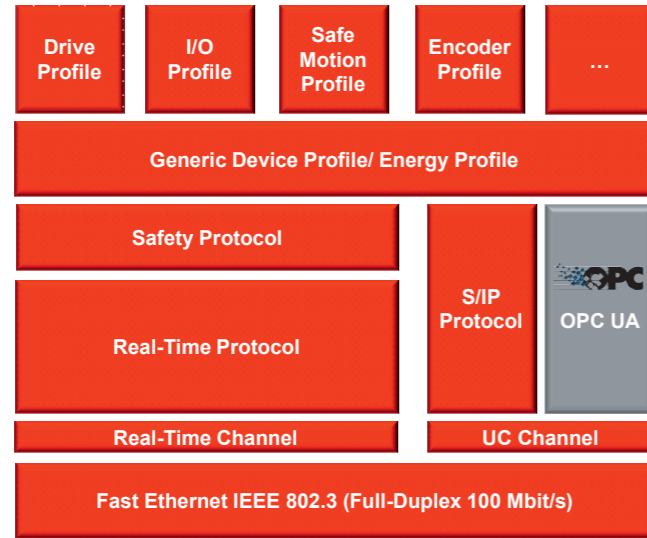 Drive
Profile
I/O
Profile
Safe
Motion
Profile
Encoder
Profile
...
Generic Device Profile/ Energy Profile
Safety Protocol
Real-Time Protocol
S/IP
Protocol
OPC
OPC UA
Real-Time Channel
UC Channel
Fast Ethernet IEEE 802.3 (Full-Duplex 100 Mbit/s)